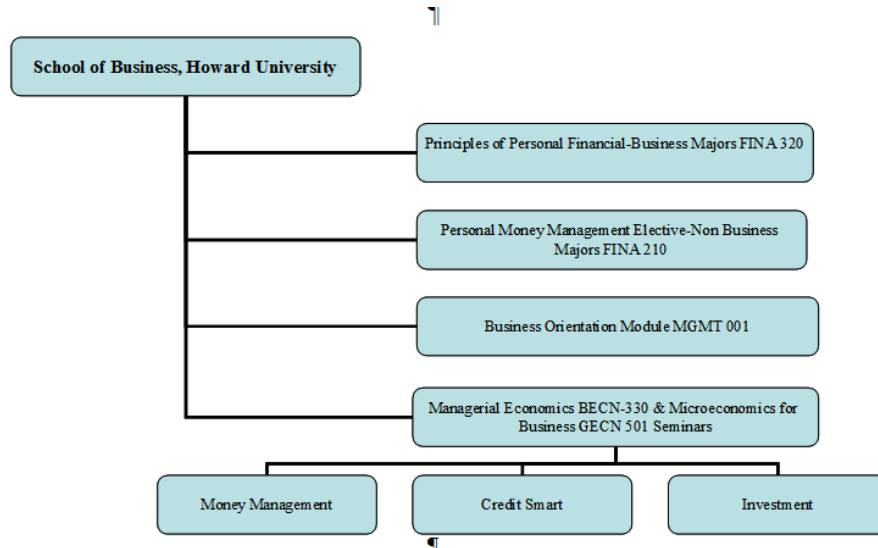 ¶
School of Business, Howard University
Principles of Personal Financial-Business Majors FINA 320
Personal Money Management Elective-Non Business
Majors FINA 210
Business Orientation Module MGMT 001
Managerial Economics BECN-330 & Microeconomics for
Business GECN 501 Seminars
Money Management
Credit Smart
Investment
¶